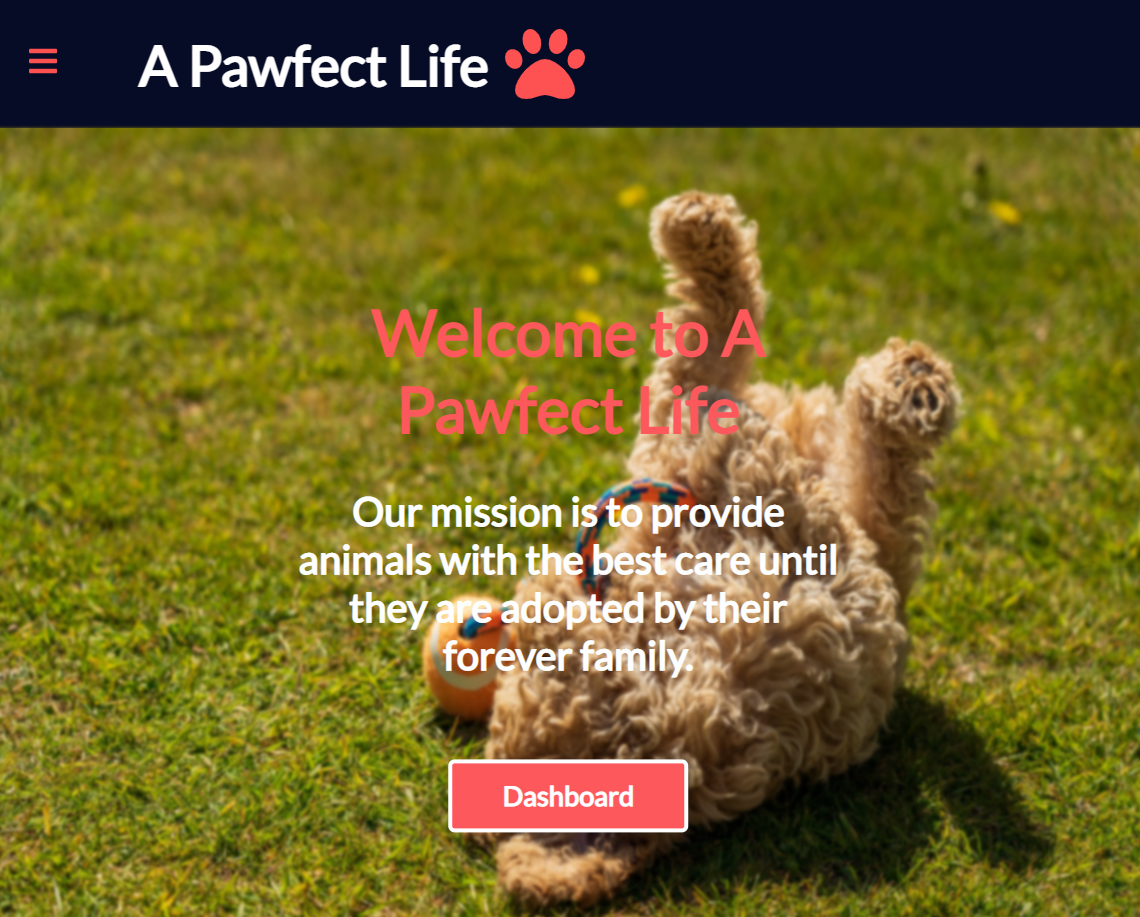 A Pawfect Life
Welcome to A
Pawfect Life
Our mission is to provide
animals with the best care until
they are adopted by their
forever family.
Dashboard